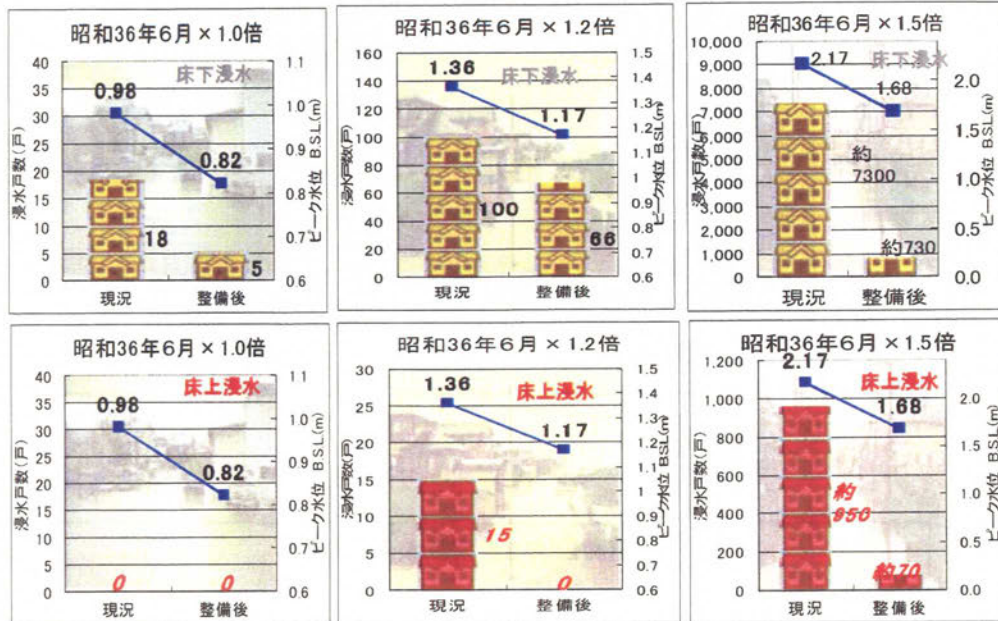 昭和36年6月×1.0倍
床下浸水
浸水戸数(戸)
40
35
30
25
20
15
10
5
0
0.98
0.82
18
5
1.1
1.0
0.9
0.8
0.7
0.6
ピーク水位 B.S.L(m)
現況
整備後
昭和36年6月×1.2倍
床下浸水
浸水戸数(戸)
160
140
120
100
80
60
40
20
0
1.36
1.17
100
66
1.5
1.4
1.3
1.2
1.1
1
0.9
0.8
0.7
0.6
ピーク水位 B.S.L(m)
現況
整備後
昭和36年6月×1.5倍
床下浸水
浸水戸数(戸)
10,000
9,000
8,000
7,000
6,000
5,000
4,000
3,000
2,000
1,000
0
2.17
1.68
約
7300
約730
2.0
1.5
1.0
0.5
0.0
ピーク水位 B.S.L(m)
現況
整備後
昭和36年6月×1.0倍
床上浸水
浸水戸数(戸)
40
35
30
25
20
15
10
5
0
0.98
0.82
0
0
1.1
1.0
0.9
0.8
0.7
0.6
ピーク水位 B.S.L(m)
現況
整備後
昭和36年6月×1.2倍
床上浸水
浸水戸数(戸)
30
25
20
15
10
5
0
1.36
1.17
15
0
1.5
1.4
1.3
1.2
1.1
1
0.9
0.8
0.7
0.6
ピーク水位 B.S.L(m)
現況
整備後
昭和36年6月×1.5倍
床上浸水
浸水戸数(戸)
1,200
1,000
800
600
400
200
0
2.17
1.68
約
950
約70
2.0
1.5
1.0
0.5
0.0
ピーク水位 B.S.L(m)
現況
整備後